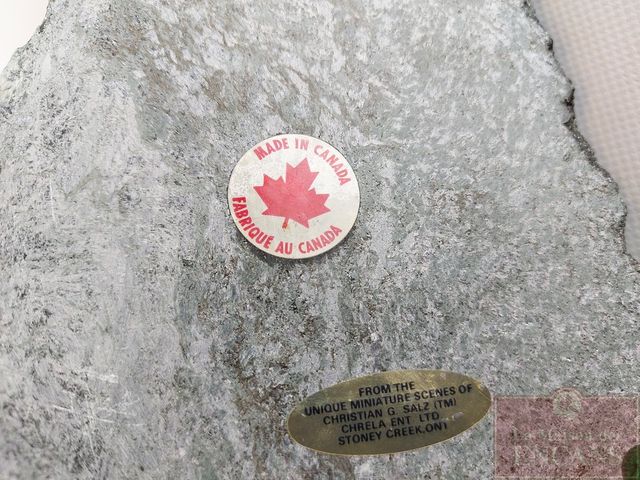 MADE IN CANADA
FABRIQUE AU CANADA
FROM THE
UNIQUE MINIATURE SCENES OF
CHRISTIAN G. SALZ (TM)
CHRELA ENT. LTD.
STONEY CREEK,ONT
ENCANS